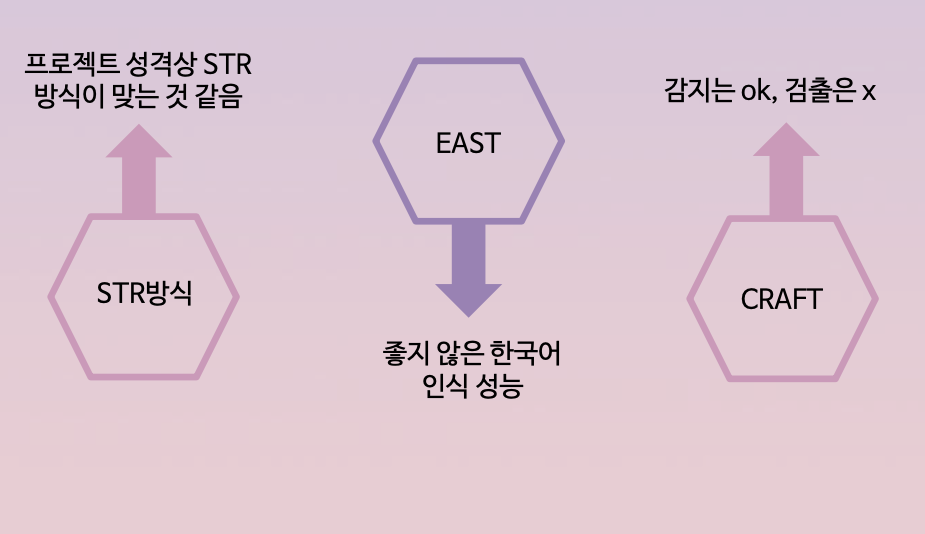 프로젝트 성격상 STR
방식이 맞는 것 같음
STR방식
EAST
좋지 않은 한국어
인식 성능
감지는 ok, 검출은 x
CRAFT